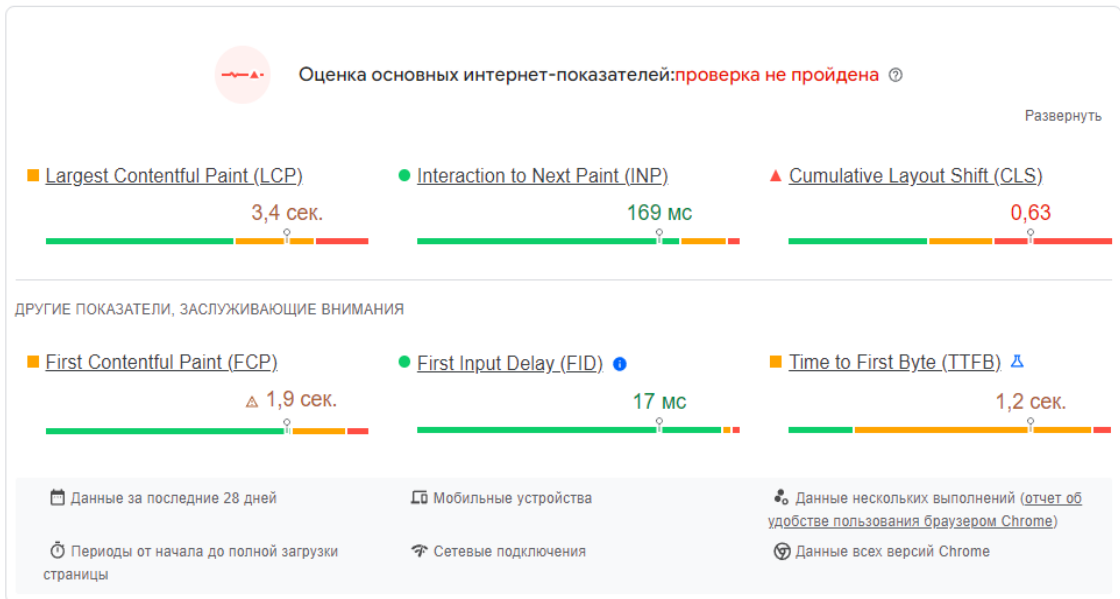 Оценка основных интернет-показателей:проверка не пройдена
Развернуть
Largest Contentful Paint (LCP)
3,4 сек.
Interaction to Next Paint (INP)
169 мс
Cumulative Layout Shift (CLS)
0,63
ДРУГИЕ ПОКАЗАТЕЛИ, ЗАСЛУЖИВАЮЩИЕ ВНИМАНИЯ
First Contentful Paint (FCP)
1,9 сек.
First Input Delay (FID)
17 мс
Time to First Byte (TTFB)
1,2 сек.
Данные за последние 28 дней
Мобильные устройства
Данные нескольких выполнений (отчет об
удобстве пользования браузером Chrome)
Периоды от начала до полной загрузки
страницы
Сетевые подключения
Данные всех версий Chrome